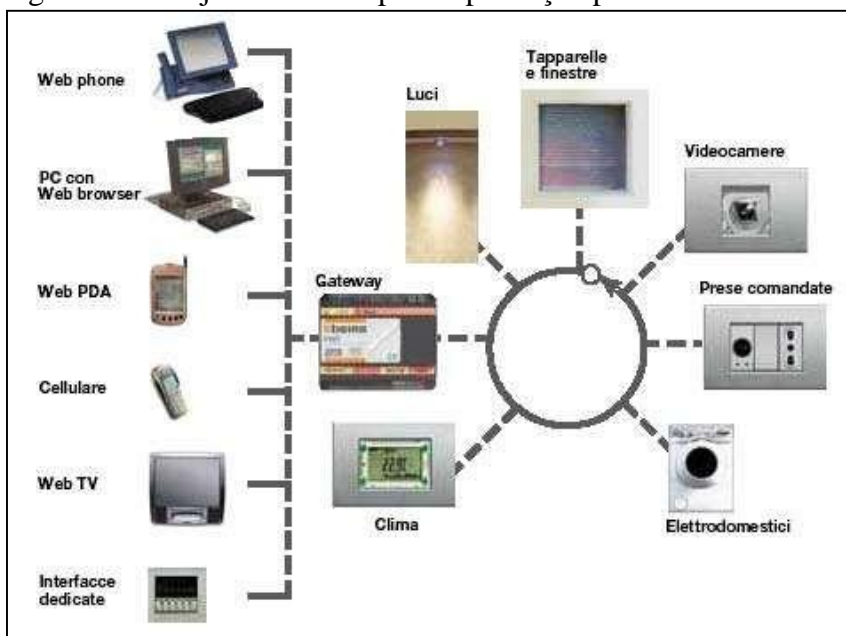 Web phone
PC con
Web browser
Web PDA
Cellulare
Web TV
Interfacce
dedicate
Gateway
bticino
Luci
Tapparelle
e finestre
Videocamere
Prese comandate
Elettrodomestici
Clima